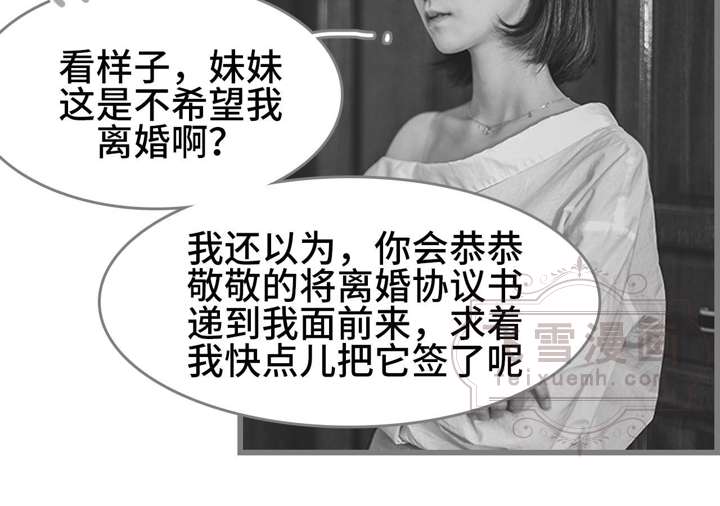 看样子，妹妹
这是不希望我
离婚啊？
我还以为，你会恭恭
敬敬的将离婚协议书
递到我面前来，求着
我快点儿把它签了呢
飞雪漫画
feixuemh.com